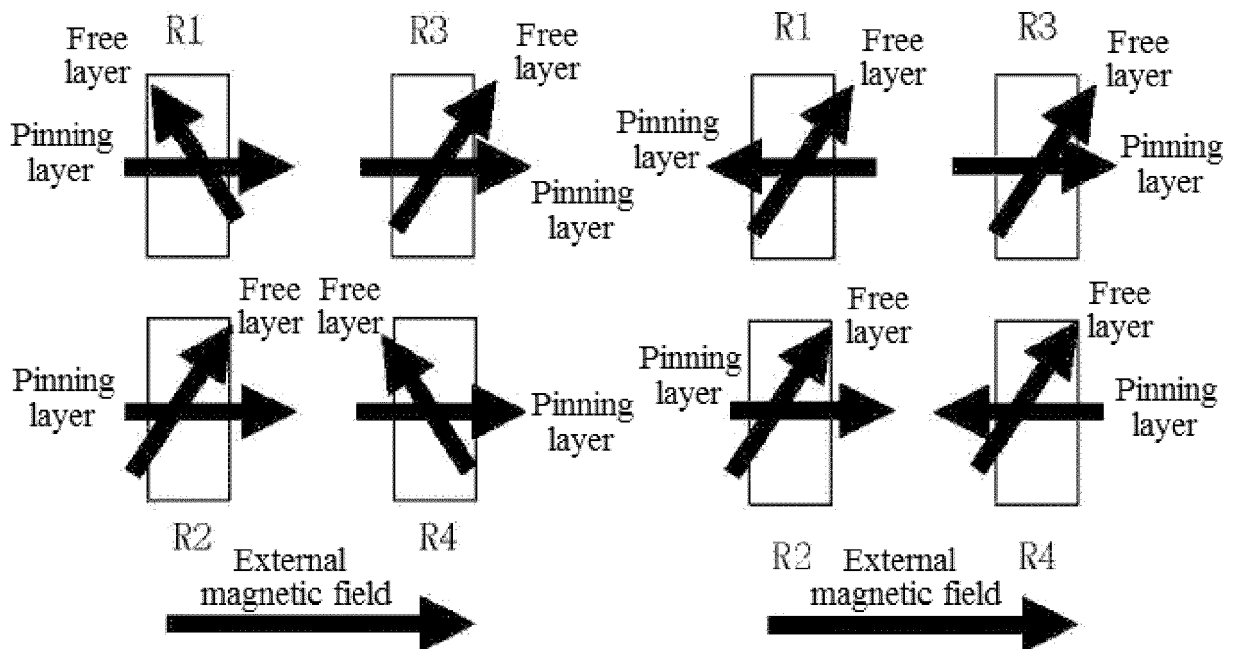 R1
R3
R1
R3
Free
layer
Free
layer
Free
layer
Free
layer
Pinning
layer
Pinning
layer
Pinning
layer
Pinning
layer
Free
layer
Free
layer
Free
layer
Free
layer
Pinning
layer
Pinning
layer
Pinning
layer
Pinning
layer
R2
R4
R2
R4
External
magnetic field
External
magnetic field